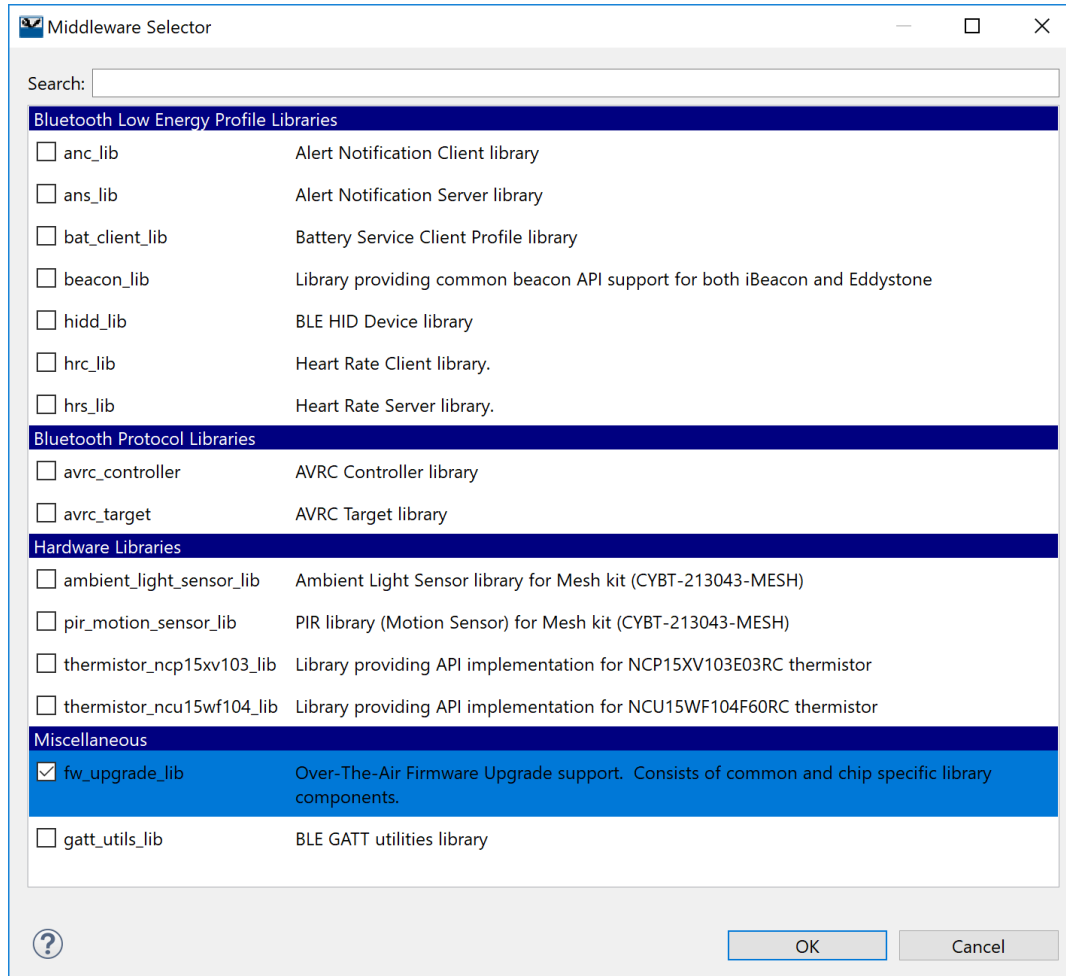 Middleware Selector
Search:
Bluetooth Low Energy Profile Libraries
anc_lib Alert Notification Client library
ans_lib Alert Notification Server library
bat_client_lib Battery Service Client Profile library
beacon_lib Library providing common beacon API support for both iBeacon and Eddystone
hidd_lib BLE HID Device library
hrc_lib Heart Rate Client library.
hrs_lib Heart Rate Server library.
Bluetooth Protocol Libraries
avrc_controller AVRC Controller library
avrc_target AVRC Target library
Hardware Libraries
ambient_light_sensor_lib Ambient Light Sensor library for Mesh kit (CYBT-213043-MESH)
pir_motion_sensor_lib PIR library (Motion Sensor) for Mesh kit (CYBT-213043-MESH)
thermistor_ncp15xv103_lib Library providing API implementation for NCP15XV103E03RC thermistor
thermistor_ncu15wf104_lib Library providing API implementation for NCU15WF104F60RC thermistor
Miscellaneous
fw_upgrade_lib Over-The-Air Firmware Upgrade support. Consists of common and chip specific library
components.
gatt_utils_lib BLE GATT utilities library
?
OK Cancel